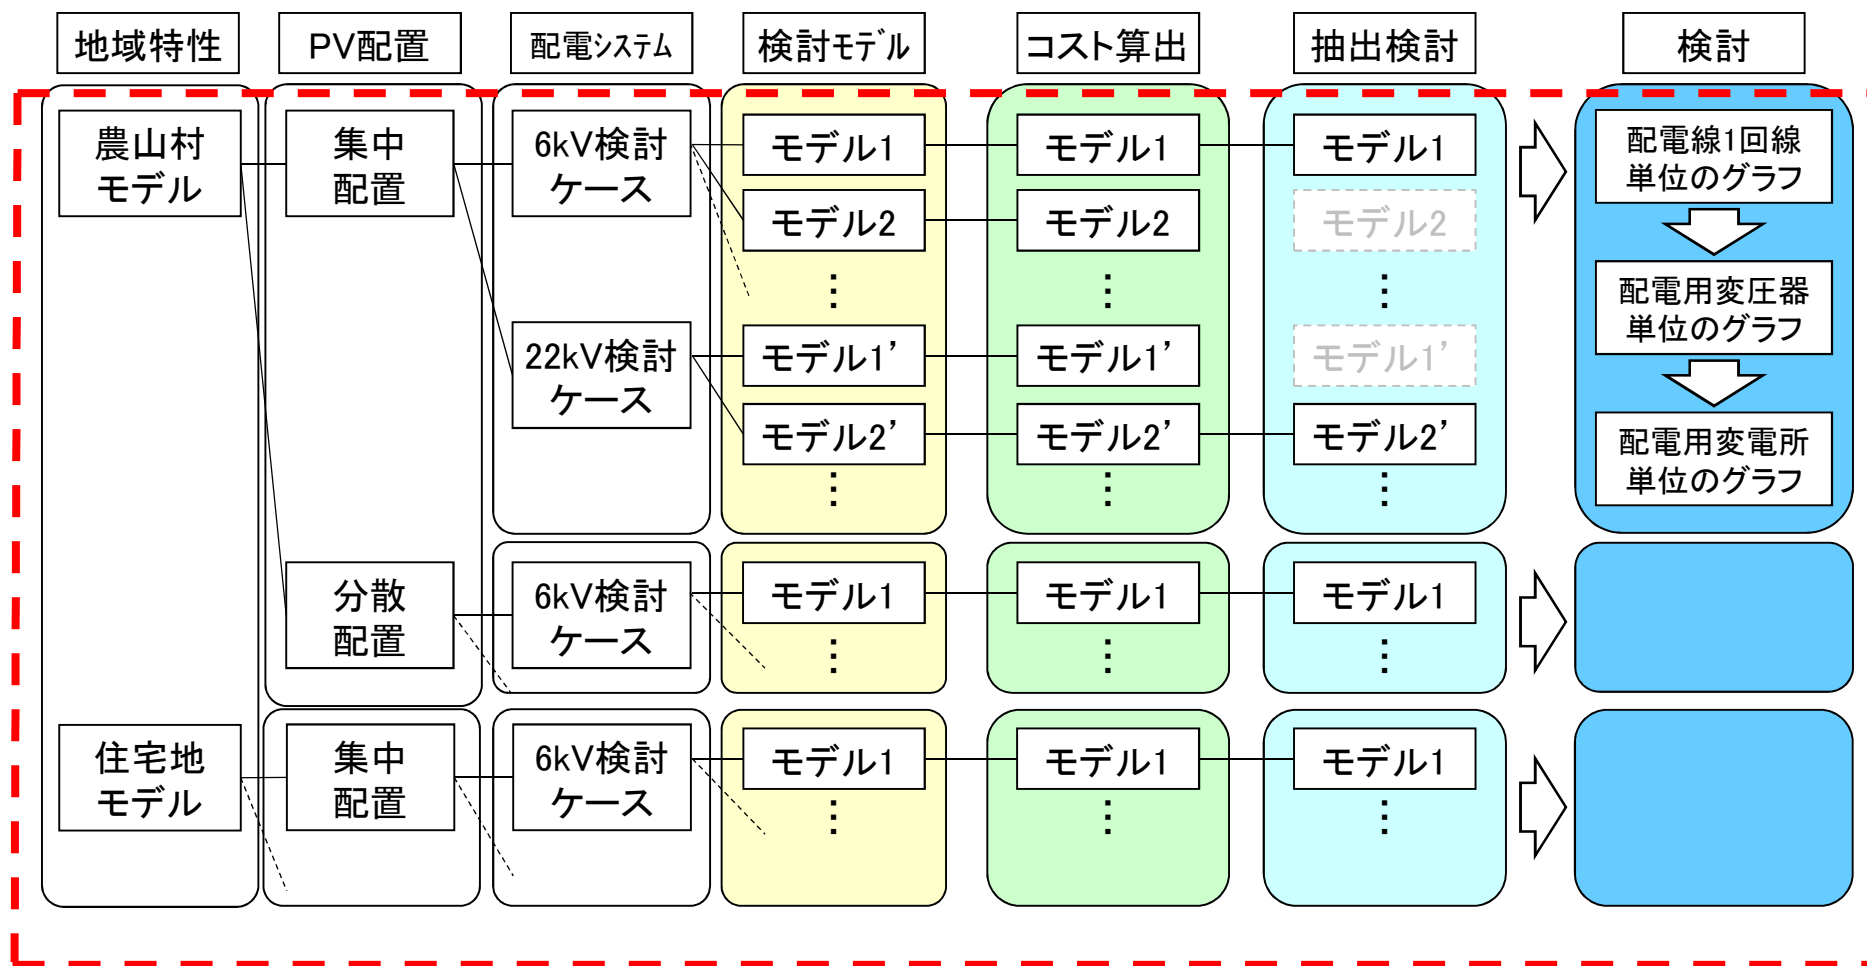 地域特性
PV配置
配電システム
検討モデル
コスト算出
抽出検討
検討
農山村
モデル
集中
配置
6kV検討
ケース
モデル1
モデル1
モデル1
配電線1回線
単位のグラフ
モデル2
モデル2
モデル2
⋮
⋮
⋮
配電用変圧器
単位のグラフ
22kV検討
ケース
モデル1’
モデル1’
モデル1’
モデル2’
モデル2’
モデル2’
⋮
⋮
⋮
配電用変電所
単位のグラフ
分散
配置
6kV検討
ケース
モデル1
モデル1
モデル1
⋮
⋮
⋮
住宅地
モデル
集中
配置
6kV検討
ケース
モデル1
モデル1
モデル1
⋮
⋮
⋮